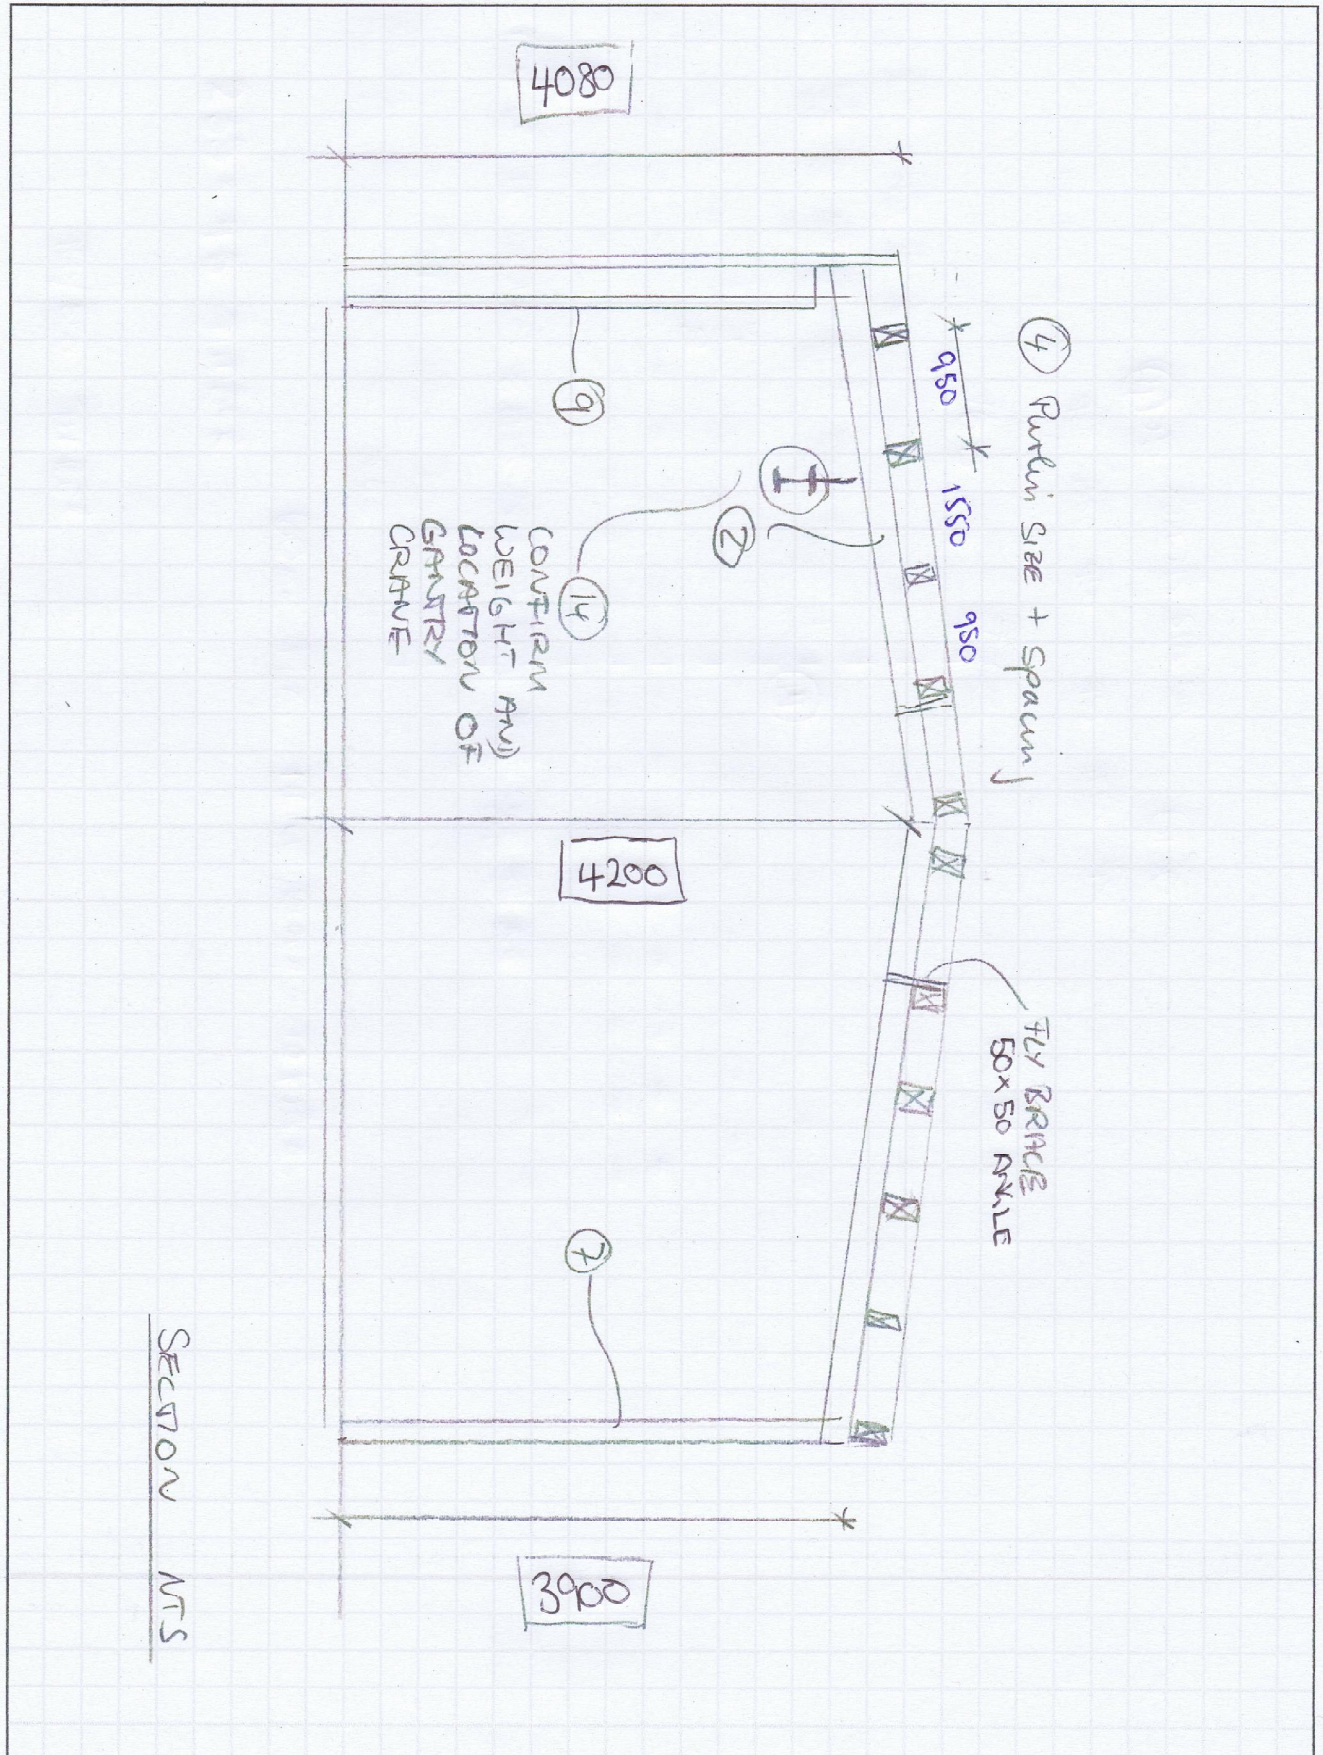 4080
④ Purlin SIZE + Spacing
950
1550
950
⑨
②
⑭
CONFIRM
WEIGHT AND
LOCATION OF
GANTRY
CRANE
4200
FLY BRACE
50x50 ANGLE
⑦
3900
SECTION NTS